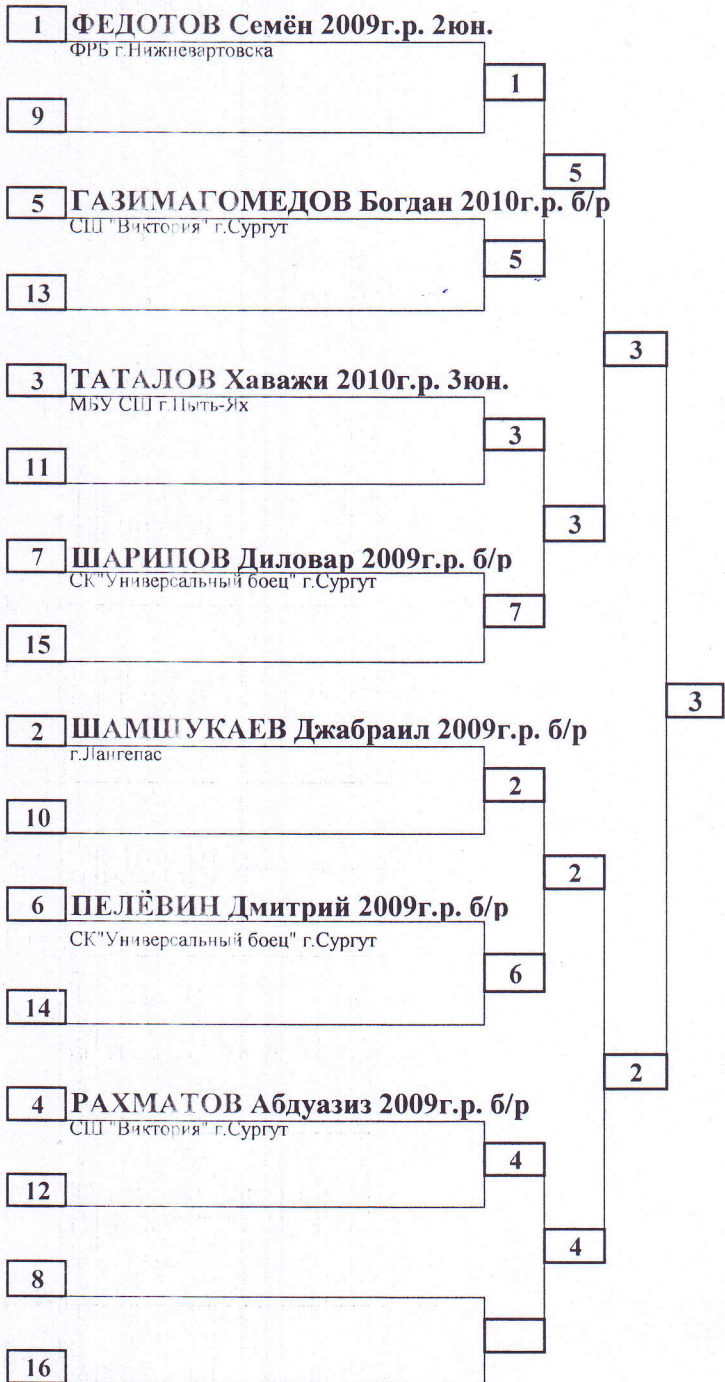 1 ФЕДОТОВ Семён 2009г.р. 2юн.
ФРБ г.Нижневартовска
1
9
5
5 ГАЗИМАГОМЕДОВ Богдан 2010г.р. б/р
СШ "Виктория" г.Сургут
5
13
3
3 ТАТАЛОВ Хаважи 2010г.р. 3юн.
МБУ СШ г.Пыть-Ях
3
11
3
7 ШАРИПОВ Диловар 2009г.р. б/р
СК"Универсальный боец" г.Сургут
7
15
3
2 ШАМШУКАЕВ Джабраил 2009г.р. б/р
г.Лангепас
2
10
2
6 ПЕЛЁВИН Дмитрий 2009г.р. б/р
СК"Универсальный боец" г.Сургут
6
14
2
4 РАХМАТОВ Абдуазиз 2009г.р. б/р
СШ "Виктория" г.Сургут
4
12
4
8
16